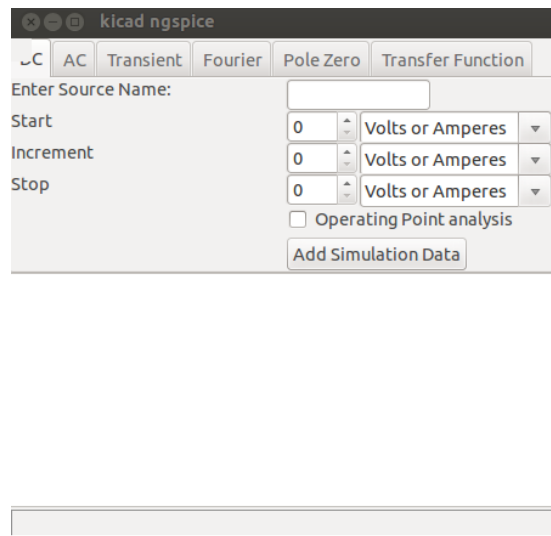 kicad ngspice
AC Transient Fourier Pole Zero Transfer Function
Enter Source Name:
Start 0 Volts or Amperes
Increment 0 Volts or Amperes
Stop 0 Volts or Amperes
Operating Point analysis
Add Simulation Data